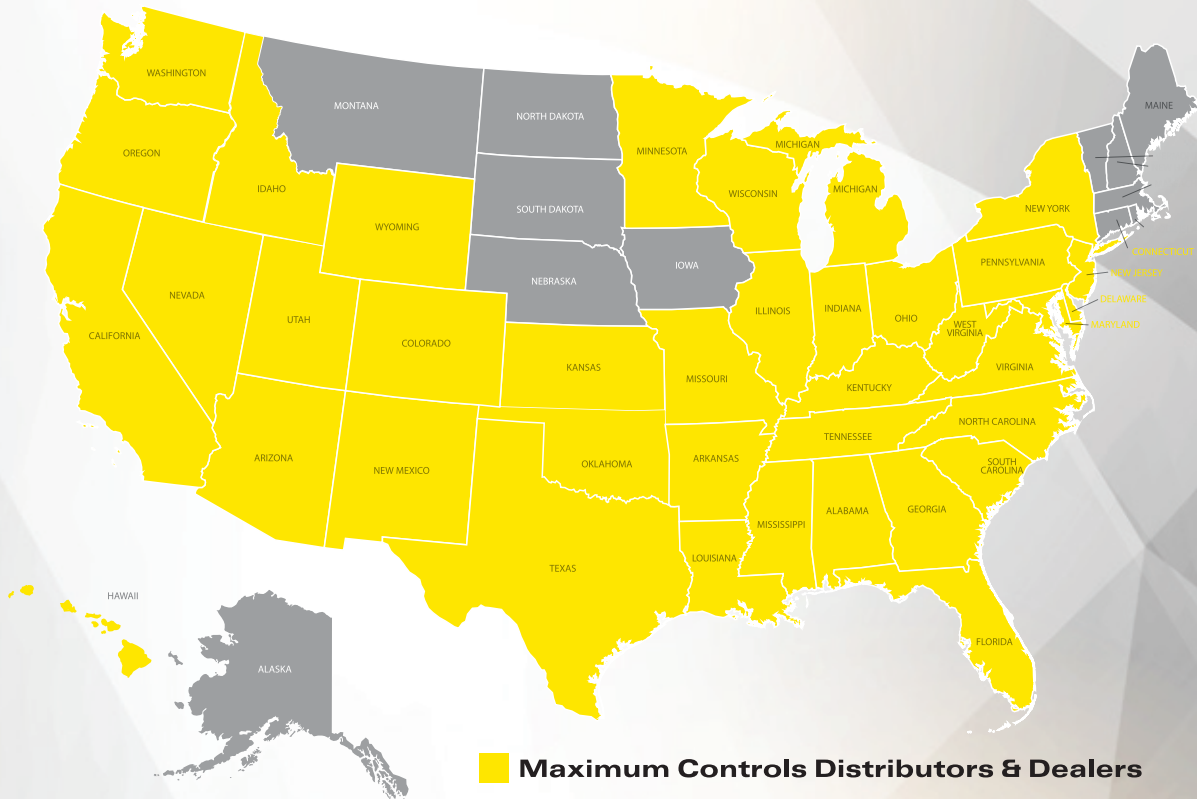 WASHINGTON
MONTANA
NORTH DAKOTA
MINNESOTA
MICHIGAN
MAINE
OREGON
IDAHO
WYOMING
SOUTH DAKOTA
WISCONSIN
MICHIGAN
NEW YORK
NEBRASKA
IOWA
PENNSYLVANIA
CONNECTICUT
NEW JERSEY
DELAWARE
MARYLAND
CALIFORNIA
NEVADA
UTAH
COLORADO
KANSAS
MISSOURI
ILLINOIS
INDIANA
OHIO
WEST
VIRGINIA
VIRGINIA
KENTUCKY
ARIZONA
NEW MEXICO
OKLAHOMA
ARKANSAS
TENNESSEE
NORTH CAROLINA
SOUTH
CAROLINA
TEXAS
LOUISIANA
MISSISSIPPI
ALABAMA
GEORGIA
FLORIDA
HAWAII
ALASKA
Maximum Controls Distributors & Dealers